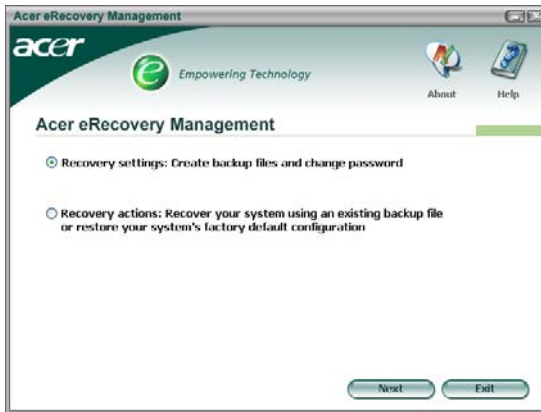 Acer eRecovery Management
acer
e Empowering Technology
About
Help
Acer eRecovery Management
Recovery settings: Create backup files and change password
Recovery actions: Recover your system using an existing backup file
or restore your system's factory default configuration
Next
Exit